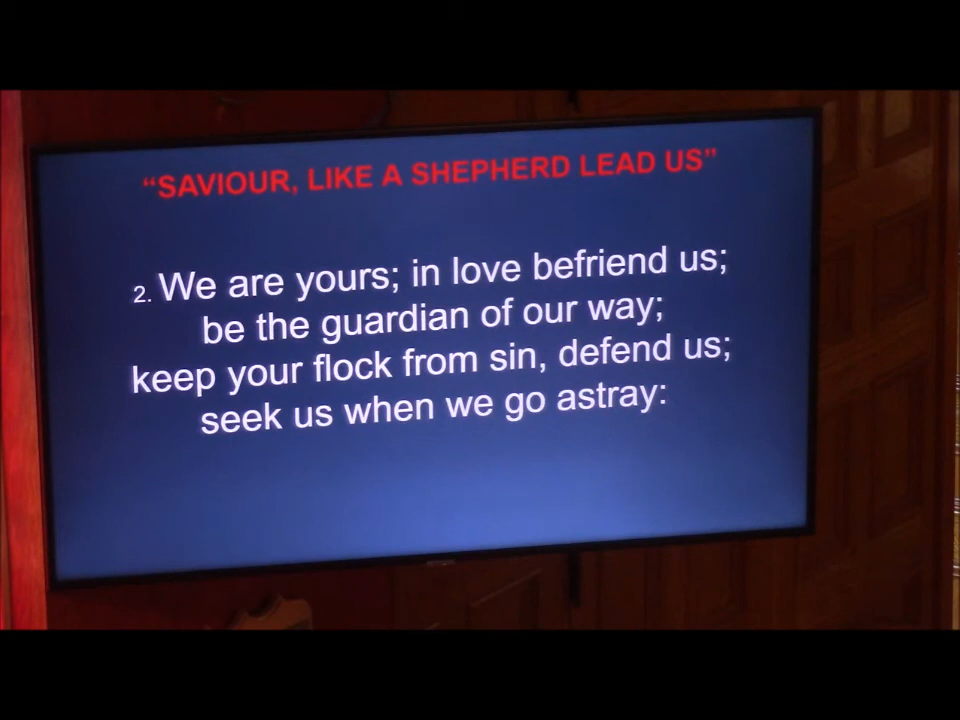 “SAVIOUR, LIKE A SHEPHERD LEAD US”
2. We are yours; in love befriend us;
be the guardian of our way;
keep your flock from sin, defend us;
seek us when we go astray: